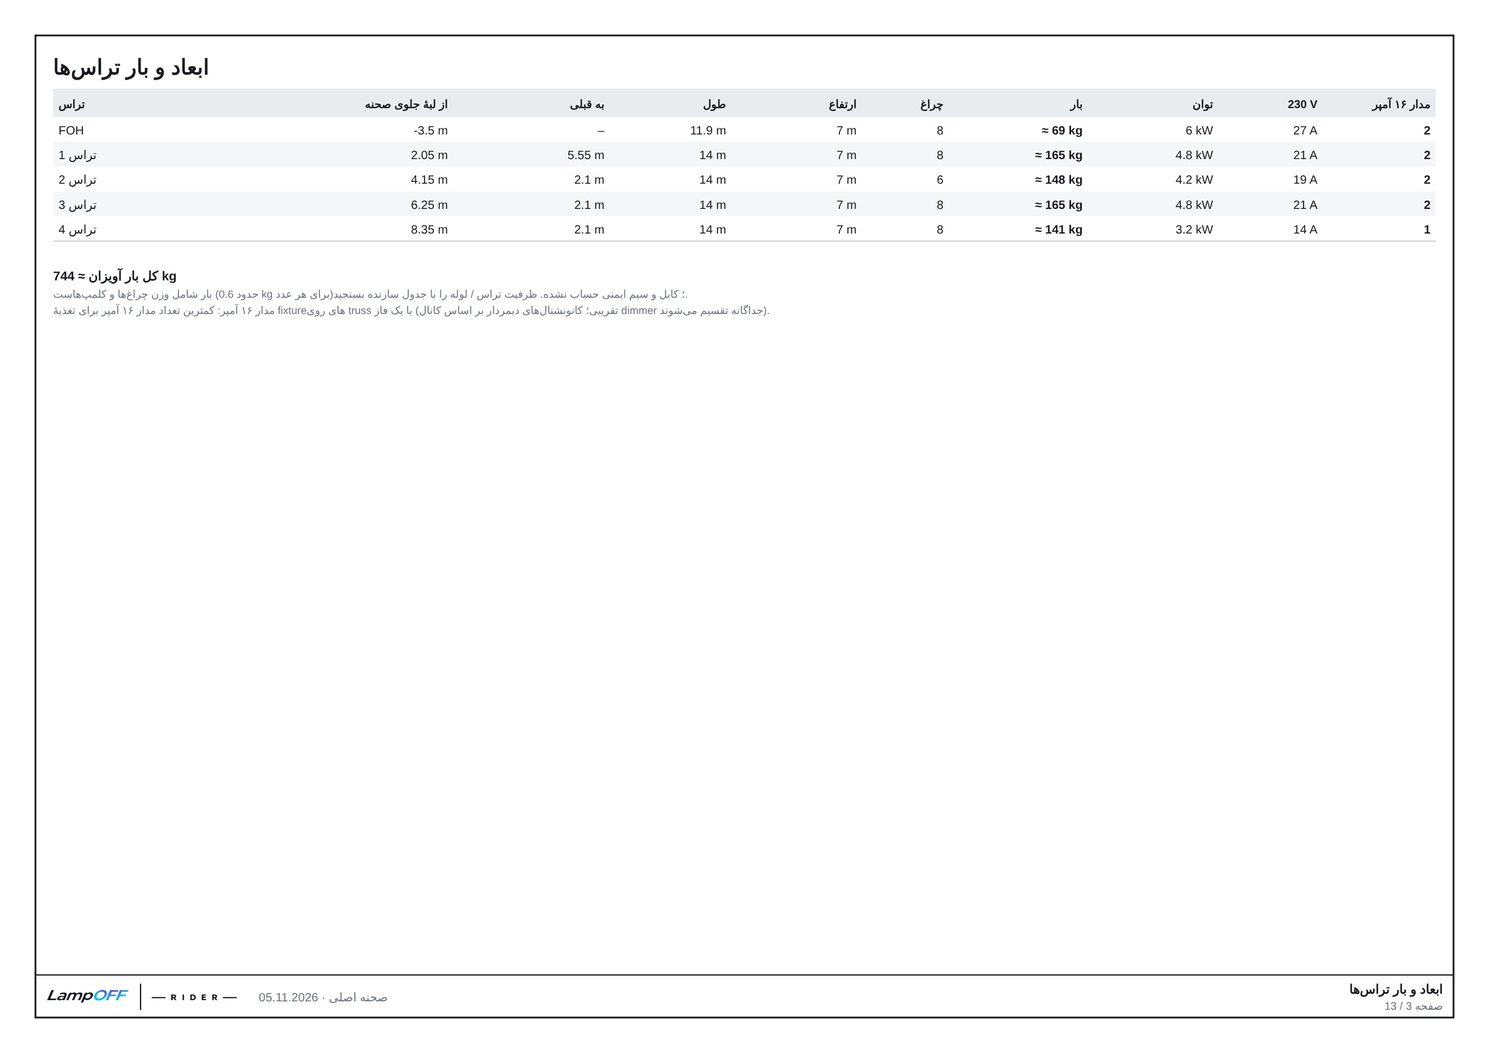 ابعاد و بار تراس‌ها
تراس از لبهٔ جلوی صحنه به قبلی طول ارتفاع چراغ بار توان 230 V مدار ۱۶ آمپر
FOH -3.5 m – 11.9 m 7 m 8 ≈ 69 kg 6 kW 27 A 2
تراس 1 2.05 m 5.55 m 14 m 7 m 8 ≈ 165 kg 4.8 kW 21 A 2
تراس 2 4.15 m 2.1 m 14 m 7 m 6 ≈ 148 kg 4.2 kW 19 A 2
تراس 3 6.25 m 2.1 m 14 m 7 m 8 ≈ 165 kg 4.8 kW 21 A 2
تراس 4 8.35 m 2.1 m 14 m 7 m 8 ≈ 141 kg 3.2 kW 14 A 1
کل بار آویزان ≈ 744 kg
بار شامل وزن چراغ‌ها و کلمپ‌هاست (حدود 0.6 kg برای هر عدد)؛ کابل و سیم ایمنی حساب نشده. ظرفیت تراس / لوله را با جدول سازنده بسنجید.
مدار ۱۶ آمپر: کمترین تعداد مدار ۱۶ آمپر برای تغذیهٔ fixtureهای روی truss با یک فاز (تقریبی؛ کانونشنال‌های دیمردار بر اساس کانال dimmer جداگانه تقسیم می‌شوند).
LampOFF — RIDER — صحنه اصلی · 05.11.2026
ابعاد و بار تراس‌ها
صفحه 3 / 13